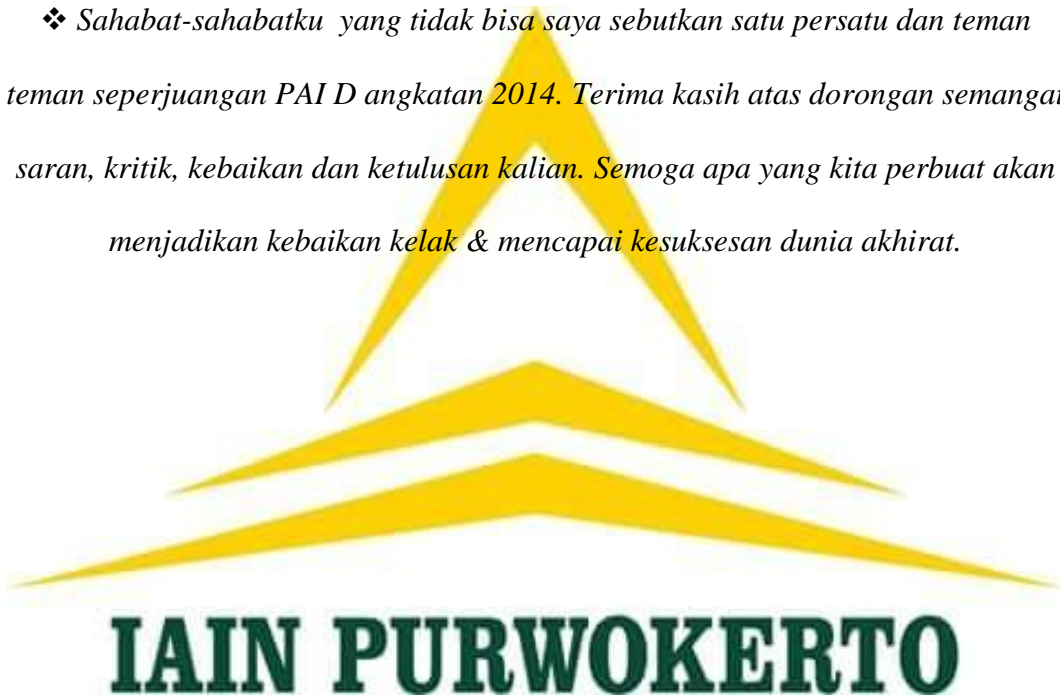 ❖ Sahabat-sahabatku yang tidak bisa saya sebutkan satu persatu dan teman
teman seperjuangan PAI D angkatan 2014. Terima kasih atas dorongan semangat
saran, kritik, kebaikan dan ketulusan kalian. Semoga apa yang kita perbuat akan
menjadikan kebaikan kelak & mencapai kesuksesan dunia akhirat.
IAIN PURWOKERTO